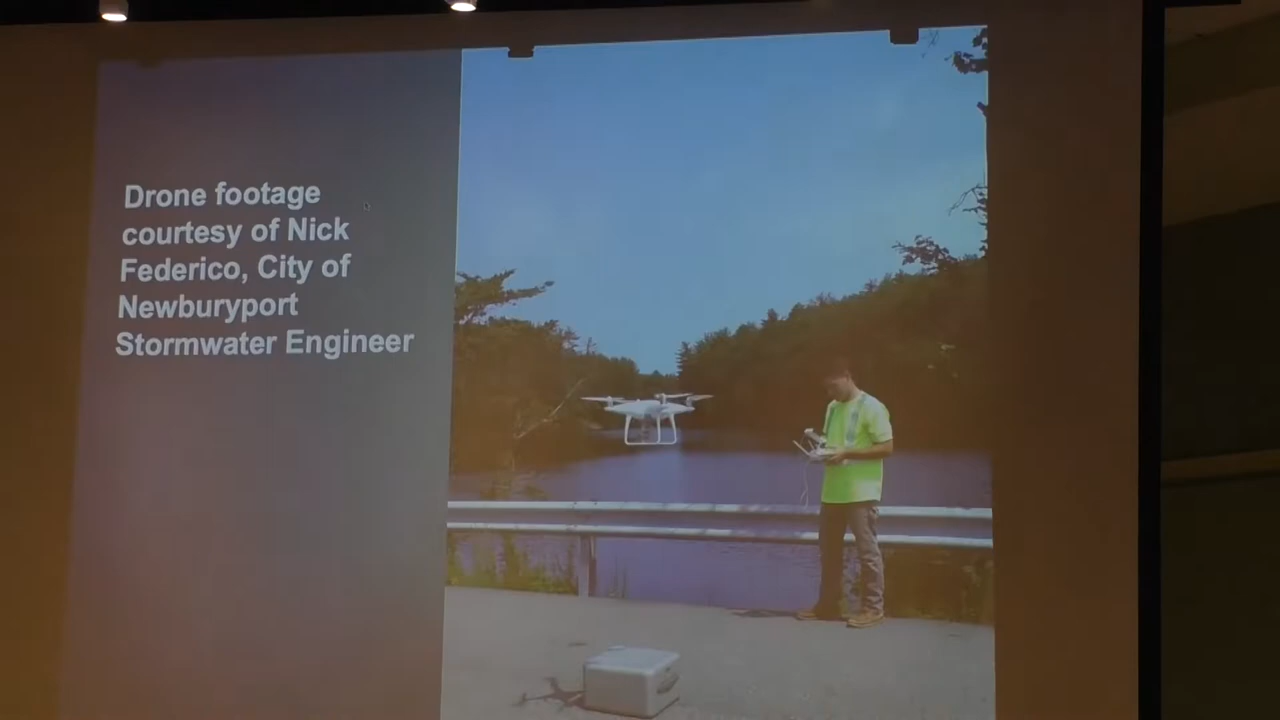 Drone footage
courtesy of Nick
Federico, City of
Newburyport
Stormwater Engineer